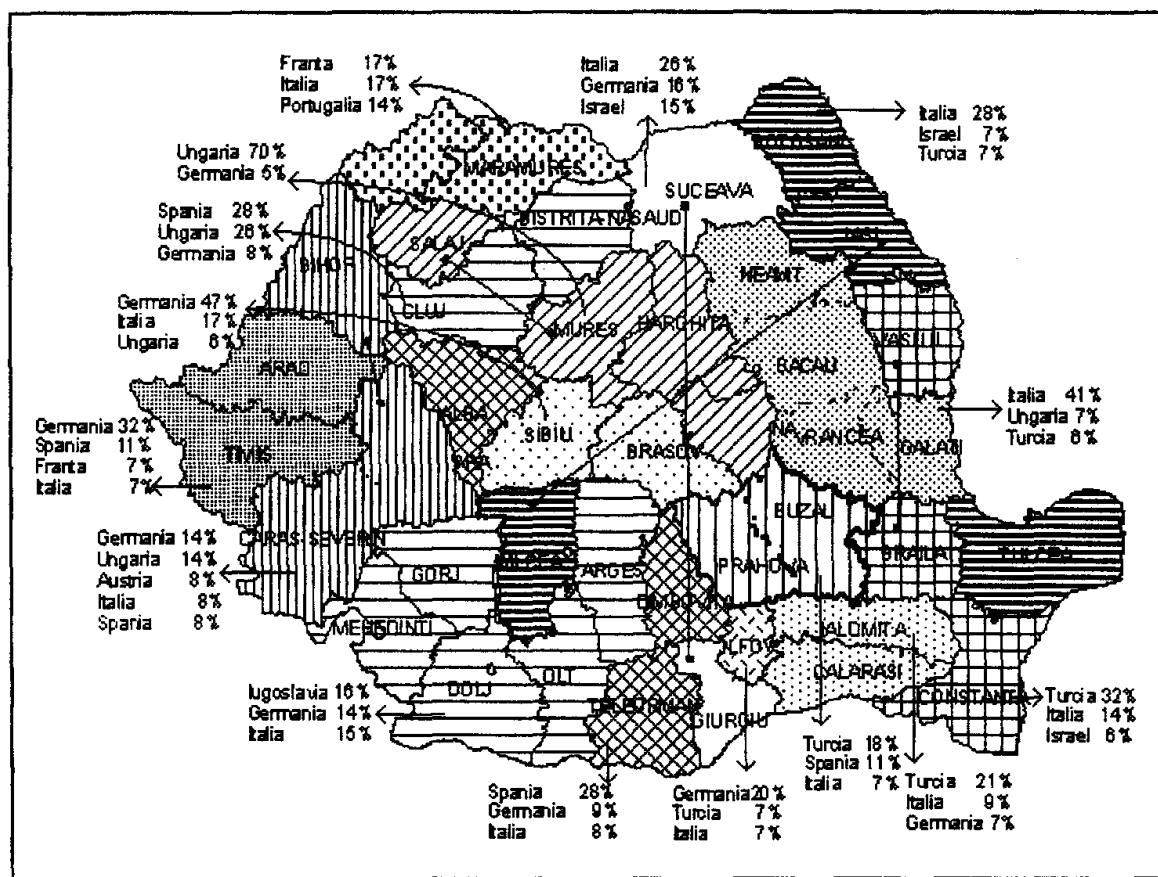 Franta 17%
Italia 17%
Portugalia 14%
Italia 26%
Germania 16%
Israel 15%
Italia 28%
Israel 7%
Turcia 7%
Ungaria 70%
Germania 5%
Spania 28%
Ungaria 26%
Germania 8%
Germania 47%
Italia 17%
Ungaria 6%
Germania 32%
Spania 11%
Franta 7%
Italia 7%
Germania 14%
Ungaria 14%
Austria 8%
Italia 8%
Spania 8%
Iugoslavia 16%
Germania 14%
Italia 15%
Spania 28%
Germania 9%
Italia 8%
Germania 20%
Turcia 7%
Italia 7%
Turcia 18%
Spania 11%
Italia 7%
Turcia 21%
Italia 9%
Germania 7%
Turcia 32%
Italia 14%
Israel 6%
Italia 41%
Ungaria 7%
Turcia 6%
MARAMURES
SUCEAVA
BISTRITA-NASAUD
SALAJ
BIHOR
NEAMT
CLUJ
MURES
HARGHITA
VASLUI
ARAD
BACAU
ALBA
SIBIU
BRASOV
NA
VRANCEA
GALATI
TIMIS
BUZAU
CARAS-SEVERIN
GORJ
ARGES
PRAHOVA
BRAILA
TULCEA
MEHEDINTI
ILFOV
IALOMITA
DOLJ
OLT
CALARASI
GIURGIU
CONSTANTA